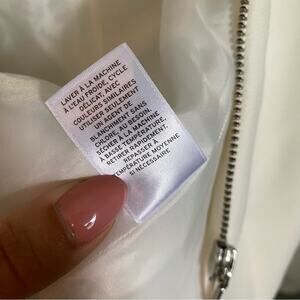 LAVER À LA MACHINE
À L'EAU FROIDE, CYCLE
DÉLICAT, AVEC
COULEURS SIMILAIRES
UTILISER SEULEMENT
UN AGENT DE
BLANCHIMENT SANS
CHLORE, AU BESOIN.
SÉCHER À LA MACHINE
À BASSE TEMPÉRATURE.
RETIRER RAPIDEMENT.
REPASSER À
TEMPÉRATURE MOYENNE
SI NÉCESSAIRE